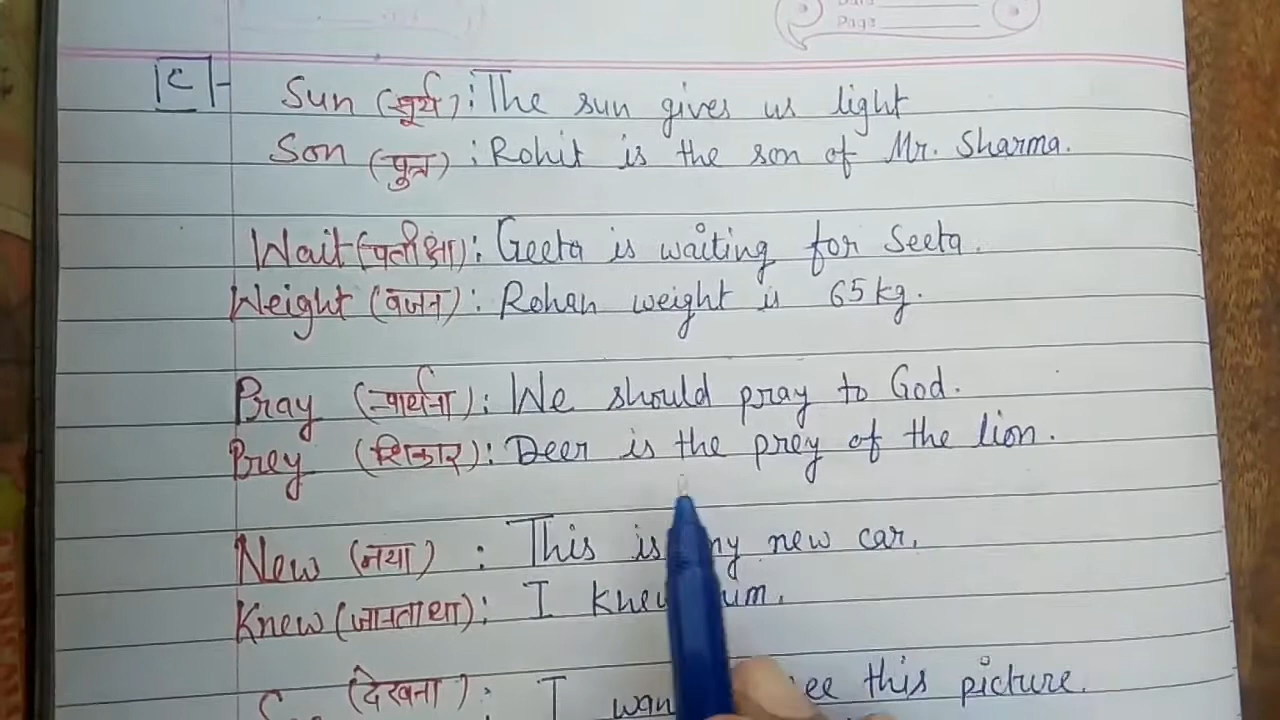 Page
C- Sun (सूर्य) : The sun gives us light
Son (पुत्र) : Rohit is the son of Mr. Sharma.
Wait (प्रतीक्षा) : Geeta is waiting for Seeta.
Weight (वजन) : Rohan weight is 65 kg.
Pray (प्रार्थना) : We should pray to God.
Prey (शिकार) : Deer is the prey of the lion.
New (नया) : This is my new car.
Knew (जानता था) : I knew
(देखना) : I this picture.